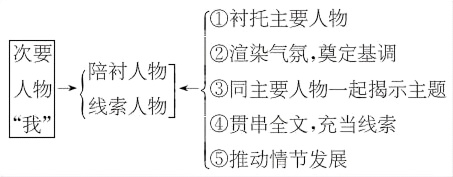 次要
人物
“我”
陪衬人物
线索人物
①衬托主要人物
②渲染气氛,奠定基调
③同主要人物一起揭示主题
④贯串全文,充当线索
⑤推动情节发展